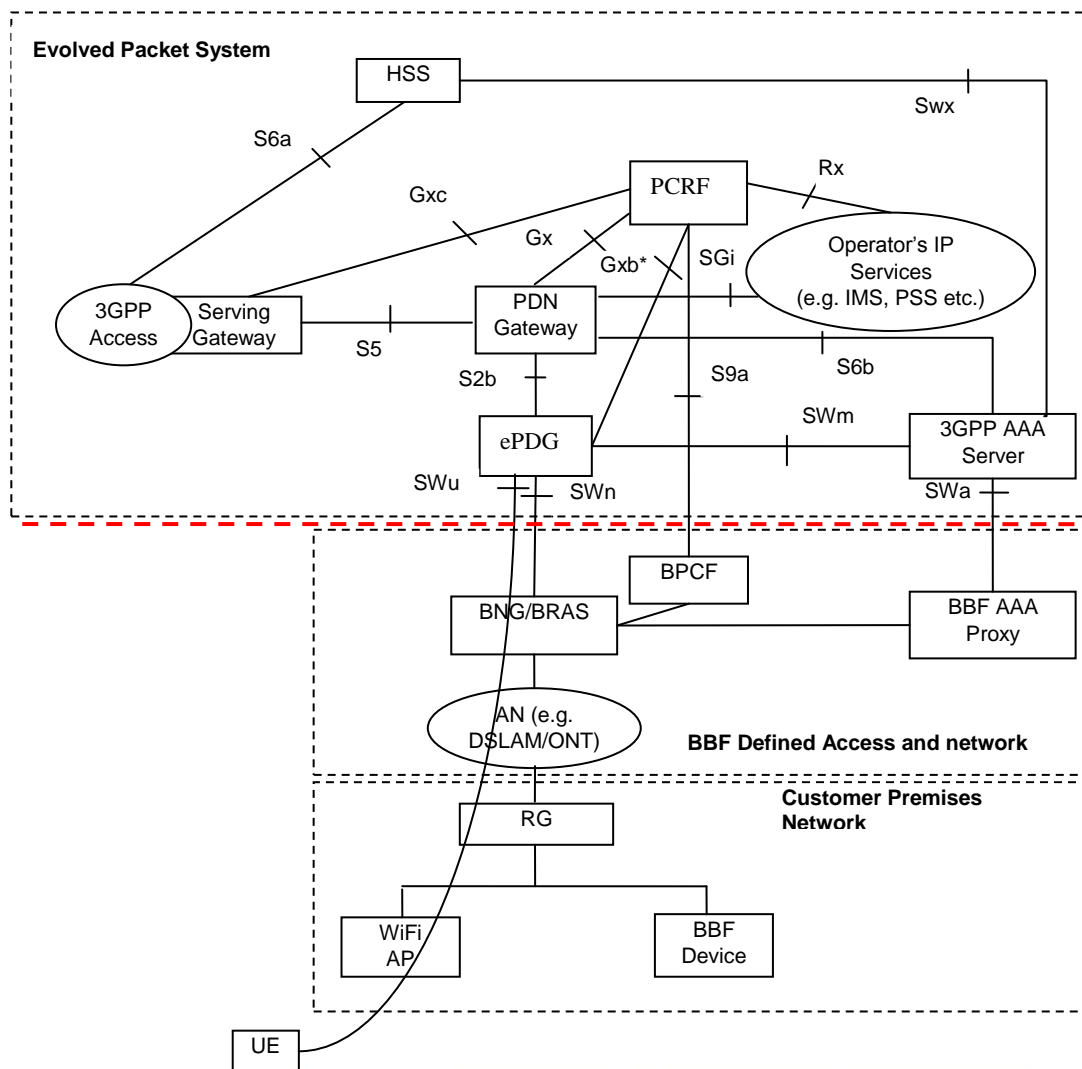 Evolved Packet System
HSS
Swx
S6a
PCRF
Rx
Gxc
Gx
Gxb*
SGi
Operator's IP
Services
(e.g. IMS, PSS etc.)
3GPP
Access
Serving
Gateway
PDN
Gateway
S5
S6b
S2b
S9a
SWm
ePDG
3GPP AAA
Server
SWu
SWn
SWa
BPCF
BNG/BRAS
BBF AAA
Proxy
AN (e.g.
DSLAM/ONT)
BBF Defined Access and network
Customer Premises
Network
RG
WiFi
AP
BBF
Device
UE